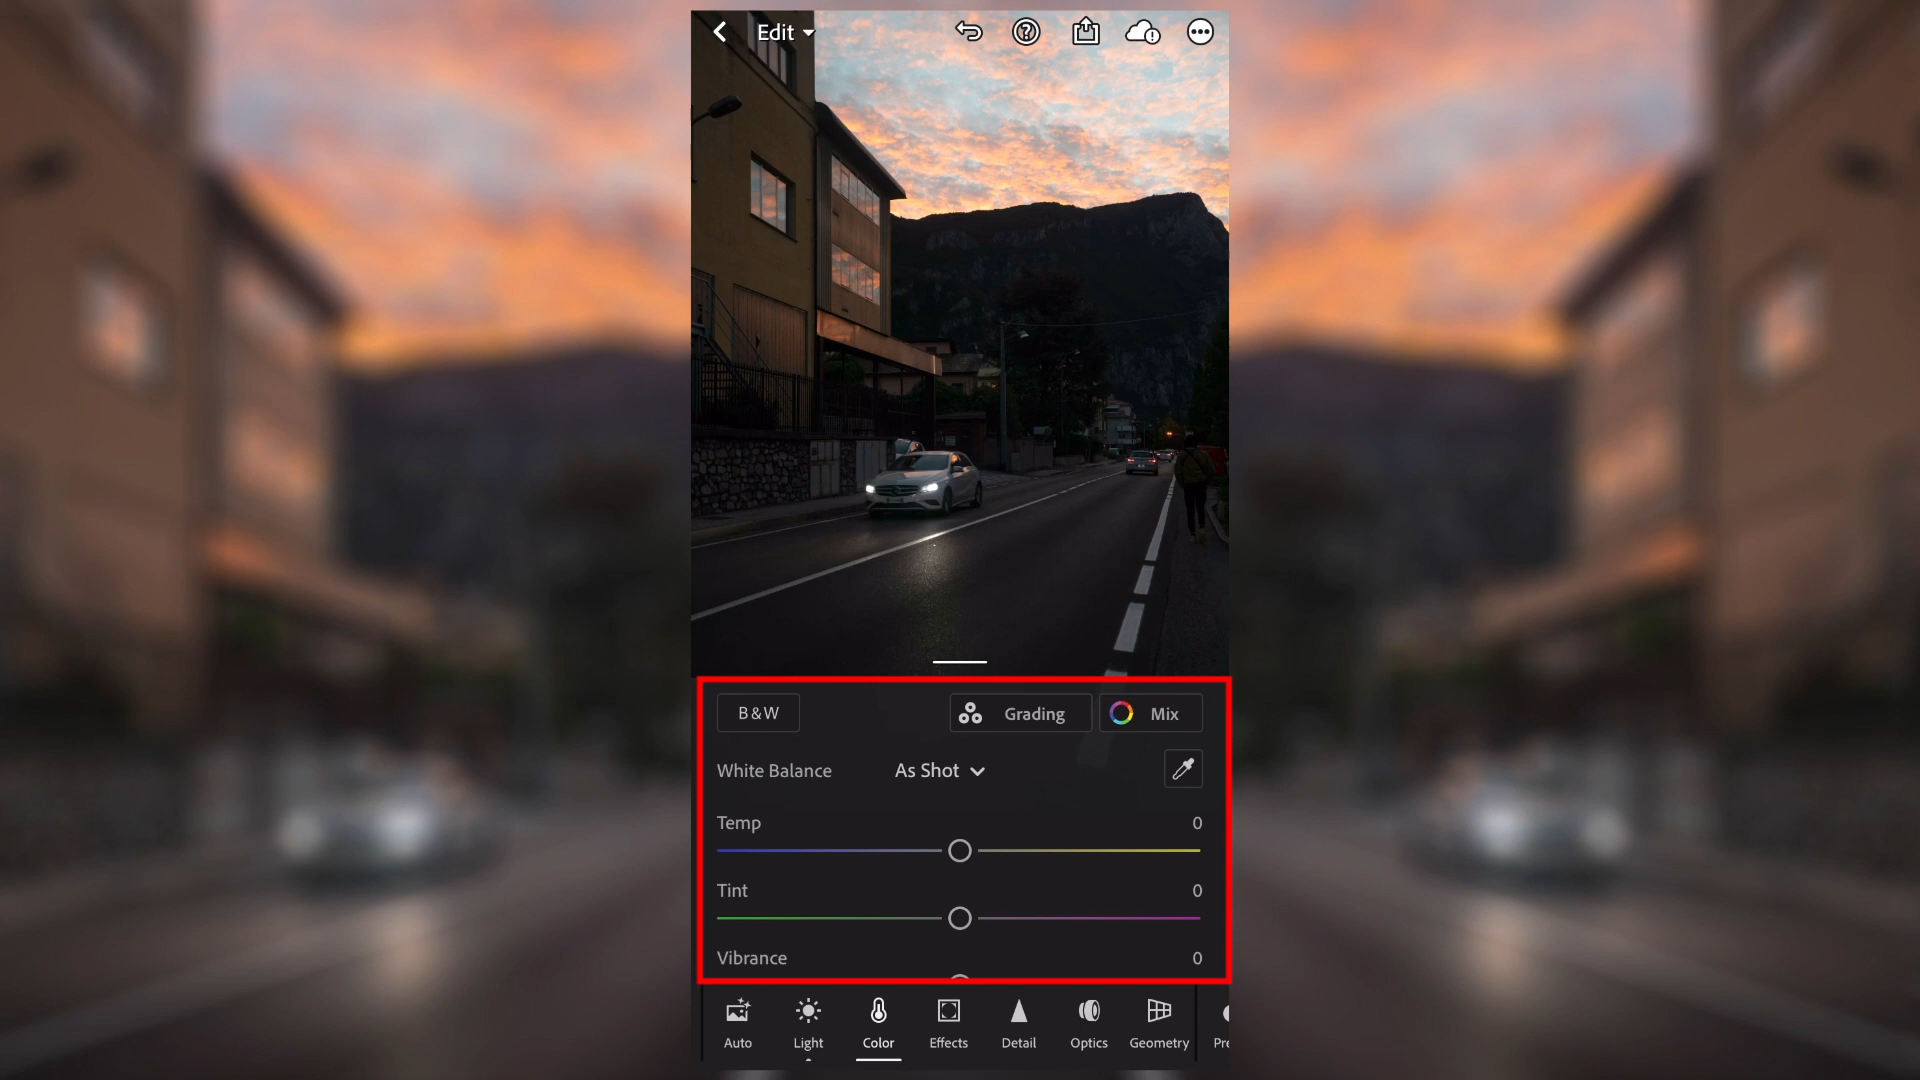 Edit
B&W
Grading
Mix
White Balance
As Shot
Temp
0
Tint
0
Vibrance
0
Auto
Light
Color
Effects
Detail
Optics
Geometry
Pre